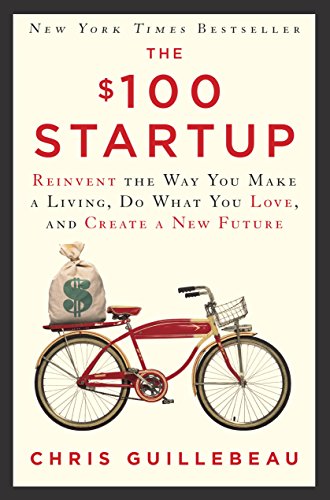 New York Times Bestseller
THE
$100
STARTUP
Reinvent the Way You Make
a Living, Do What You Love,
and Create a New Future
$
CHRIS GUILLEBEAU